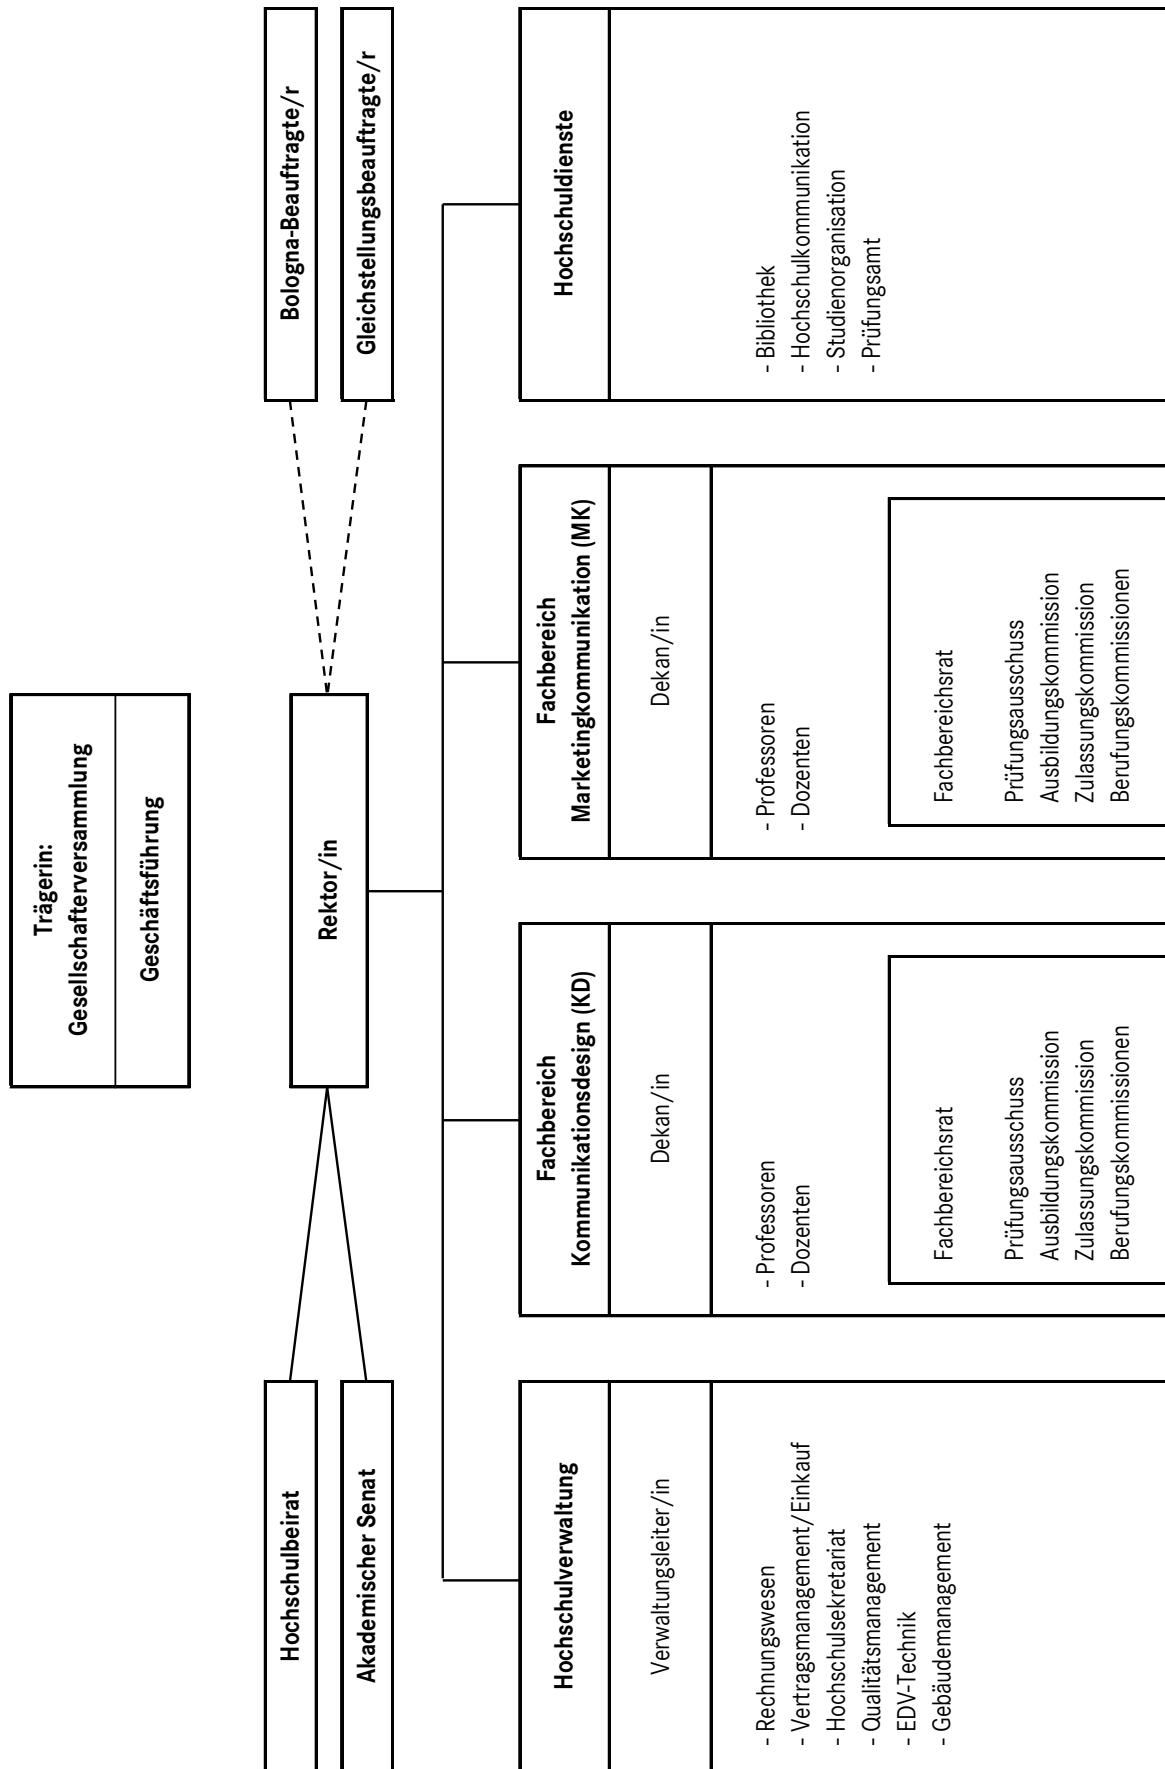 Trägerin:
Gesellschafterversammlung
Geschäftsführung
Hochschulbeirat
Akademischer Senat
Rektor/in
Bologna-Beauftragte/r
Gleichstellungsbeauftragte/r
Hochschulverwaltung
Verwaltungsleiter/in
- Rechnungswesen
- Vertragsmanagement/Einkauf
- Hochschulsekretariat
- Qualitätsmanagement
- EDV-Technik
- Gebäudemanagement
Fachbereich
Kommunikationsdesign (KD)
Dekan/in
- Professoren
- Dozenten
Fachbereichsrat
Prüfungsausschuss
Ausbildungskommission
Zulassungskommission
Berufungskommissionen
Fachbereich
Marketingkommunikation (MK)
Dekan/in
- Professoren
- Dozenten
Fachbereichsrat
Prüfungsausschuss
Ausbildungskommission
Zulassungskommission
Berufungskommissionen
Hochschuldienste
- Bibliothek
- Hochschulkommunikation
- Studienorganisation
- Prüfungsamt